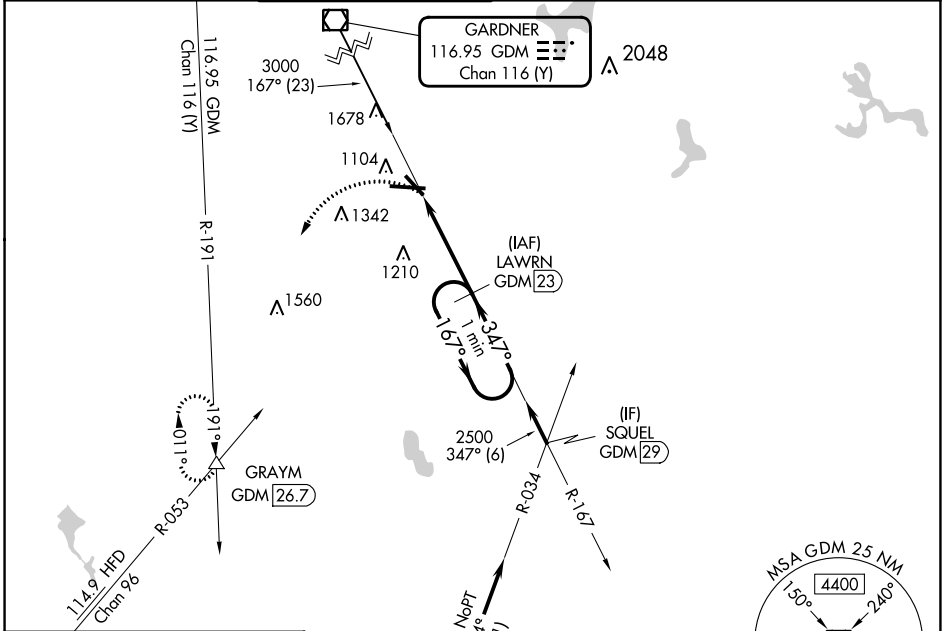 GARDNER
116.95 GDM
Chan 116 (Y)
2048
116.95 GDM
Chan 116 (Y)
3000
167° (23)
1678
1104
1342
1210
1560
R-191
(IAF)
LAWRN
GDM 23
167°
1 min
347°
2500
347° (6)
(IF)
SQUEL
GDM 29
191°
011°
GRAYM
GDM 26.7
R-053
114.9 HFD
Chan 96
R-034
R-167
NoPT
MSA GDM 25 NM
4400
150°
240°